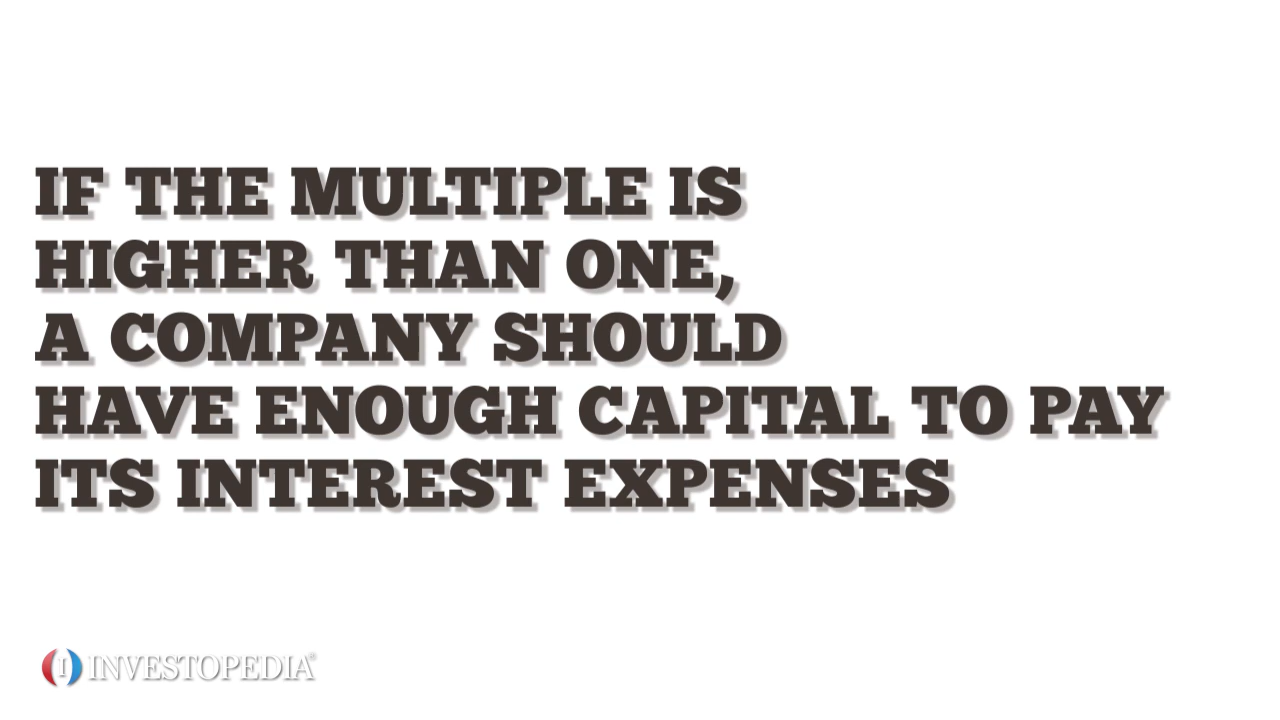 IF THE MULTIPLE IS
HIGHER THAN ONE,
A COMPANY SHOULD
HAVE ENOUGH CAPITAL TO PAY
ITS INTEREST EXPENSES
I INVESTOPEDIA®